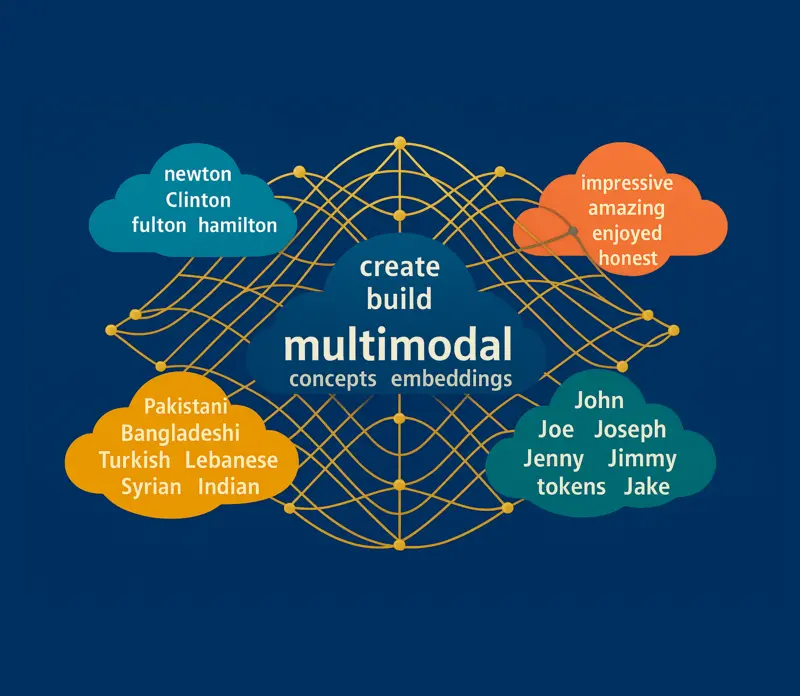 newton
Clinton
fulton hamilton
impressive
amazing
enjoyed
honest
create
build
multimodal
concepts embeddings
Pakistani
Bangladeshi
Turkish Lebanese
Syrian Indian
John
Joe Joseph
Jenny Jimmy
tokens Jake